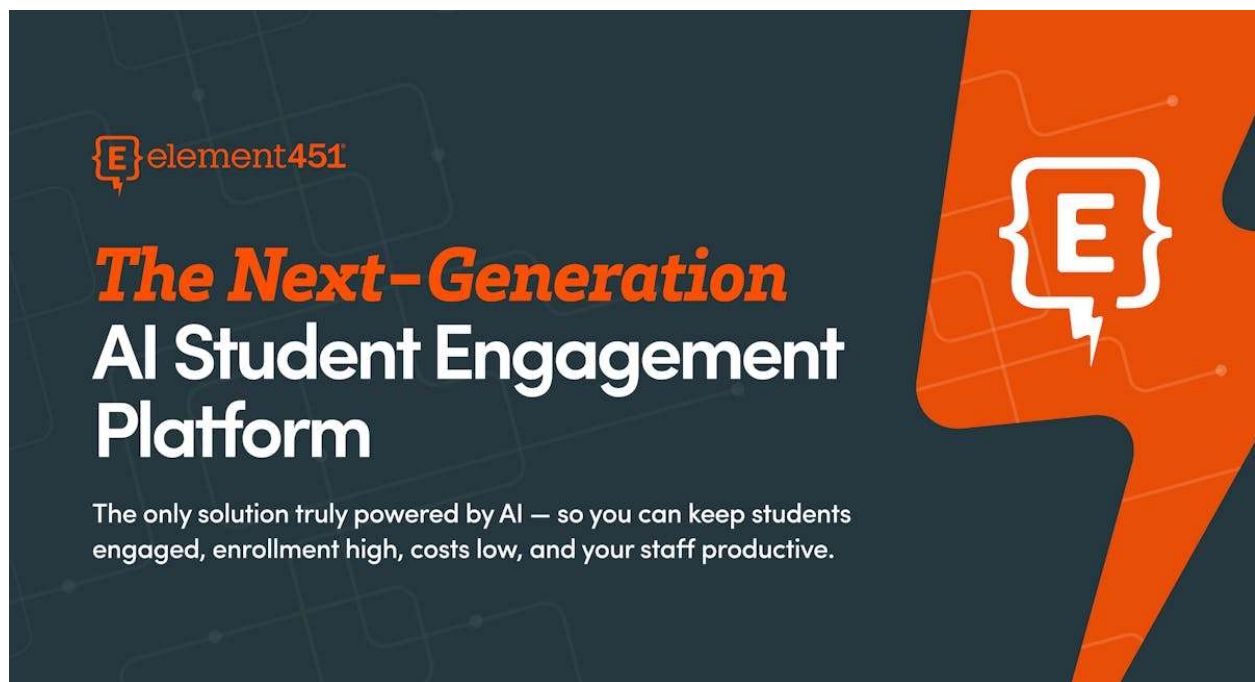 {E} element451
The Next-Generation
AI Student Engagement
Platform
The only solution truly powered by AI — so you can keep students
engaged, enrollment high, costs low, and your staff productive.
{E}